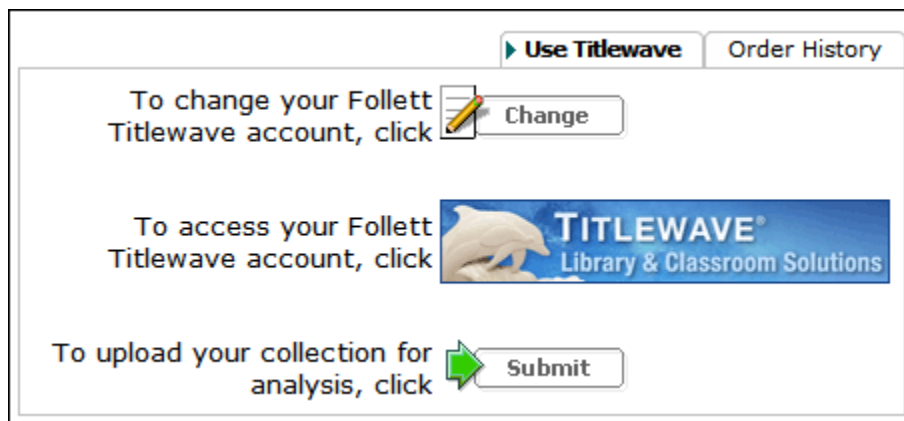 Use Titlewave
Order History
To change your Follett
Titlewave account, click
Change
To access your Follett
Titlewave account, click
TITLEWAVE®
Library & Classroom Solutions
To upload your collection for
analysis, click
Submit